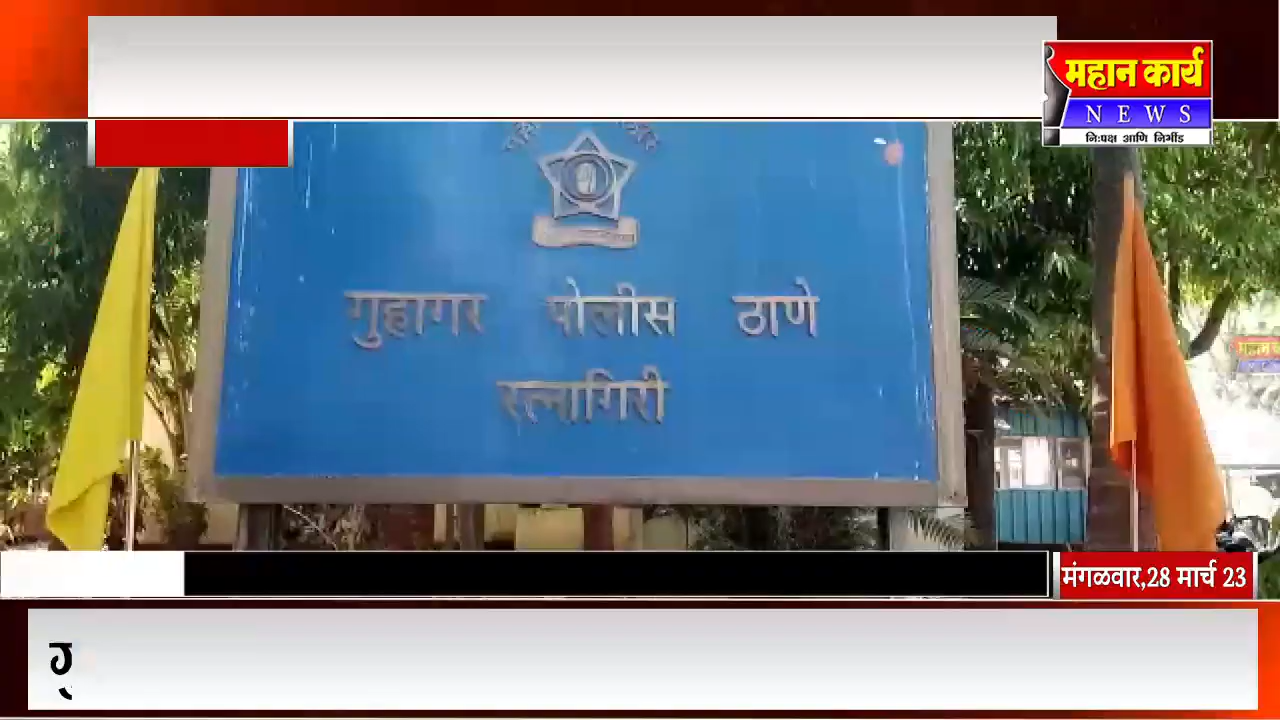 महान कार्य
NEWS
निःपक्ष आणि निर्भीड
गुहागर पोलीस ठाणे
रत्नागिरी
मंगळवार,28 मार्च 23
गु